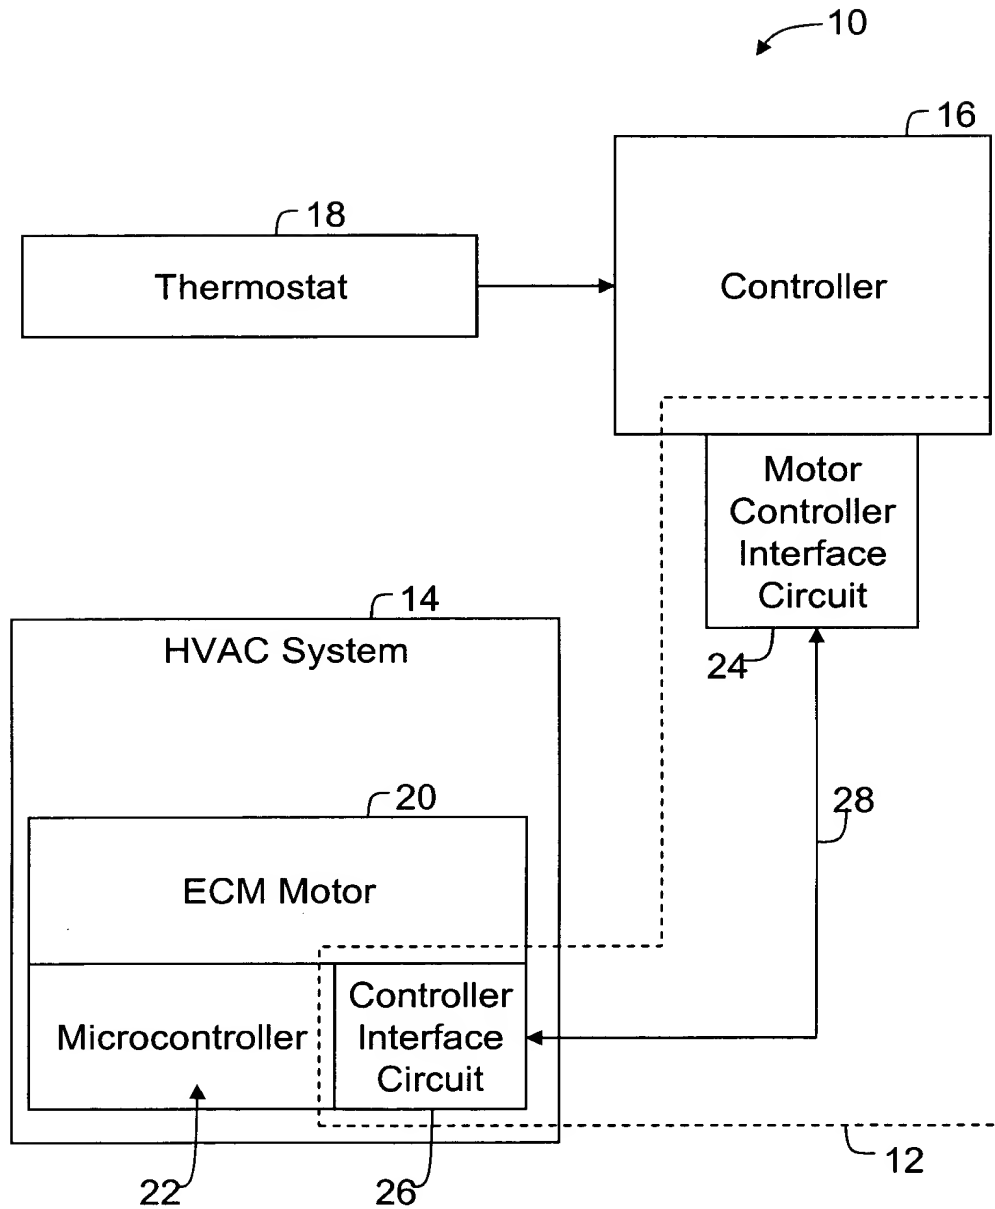 10
16
18
Thermostat
Controller
Motor
Controller
Interface
Circuit
24
14
HVAC System
20
28
ECM Motor
Microcontroller
Controller
Interface
Circuit
22
26
12